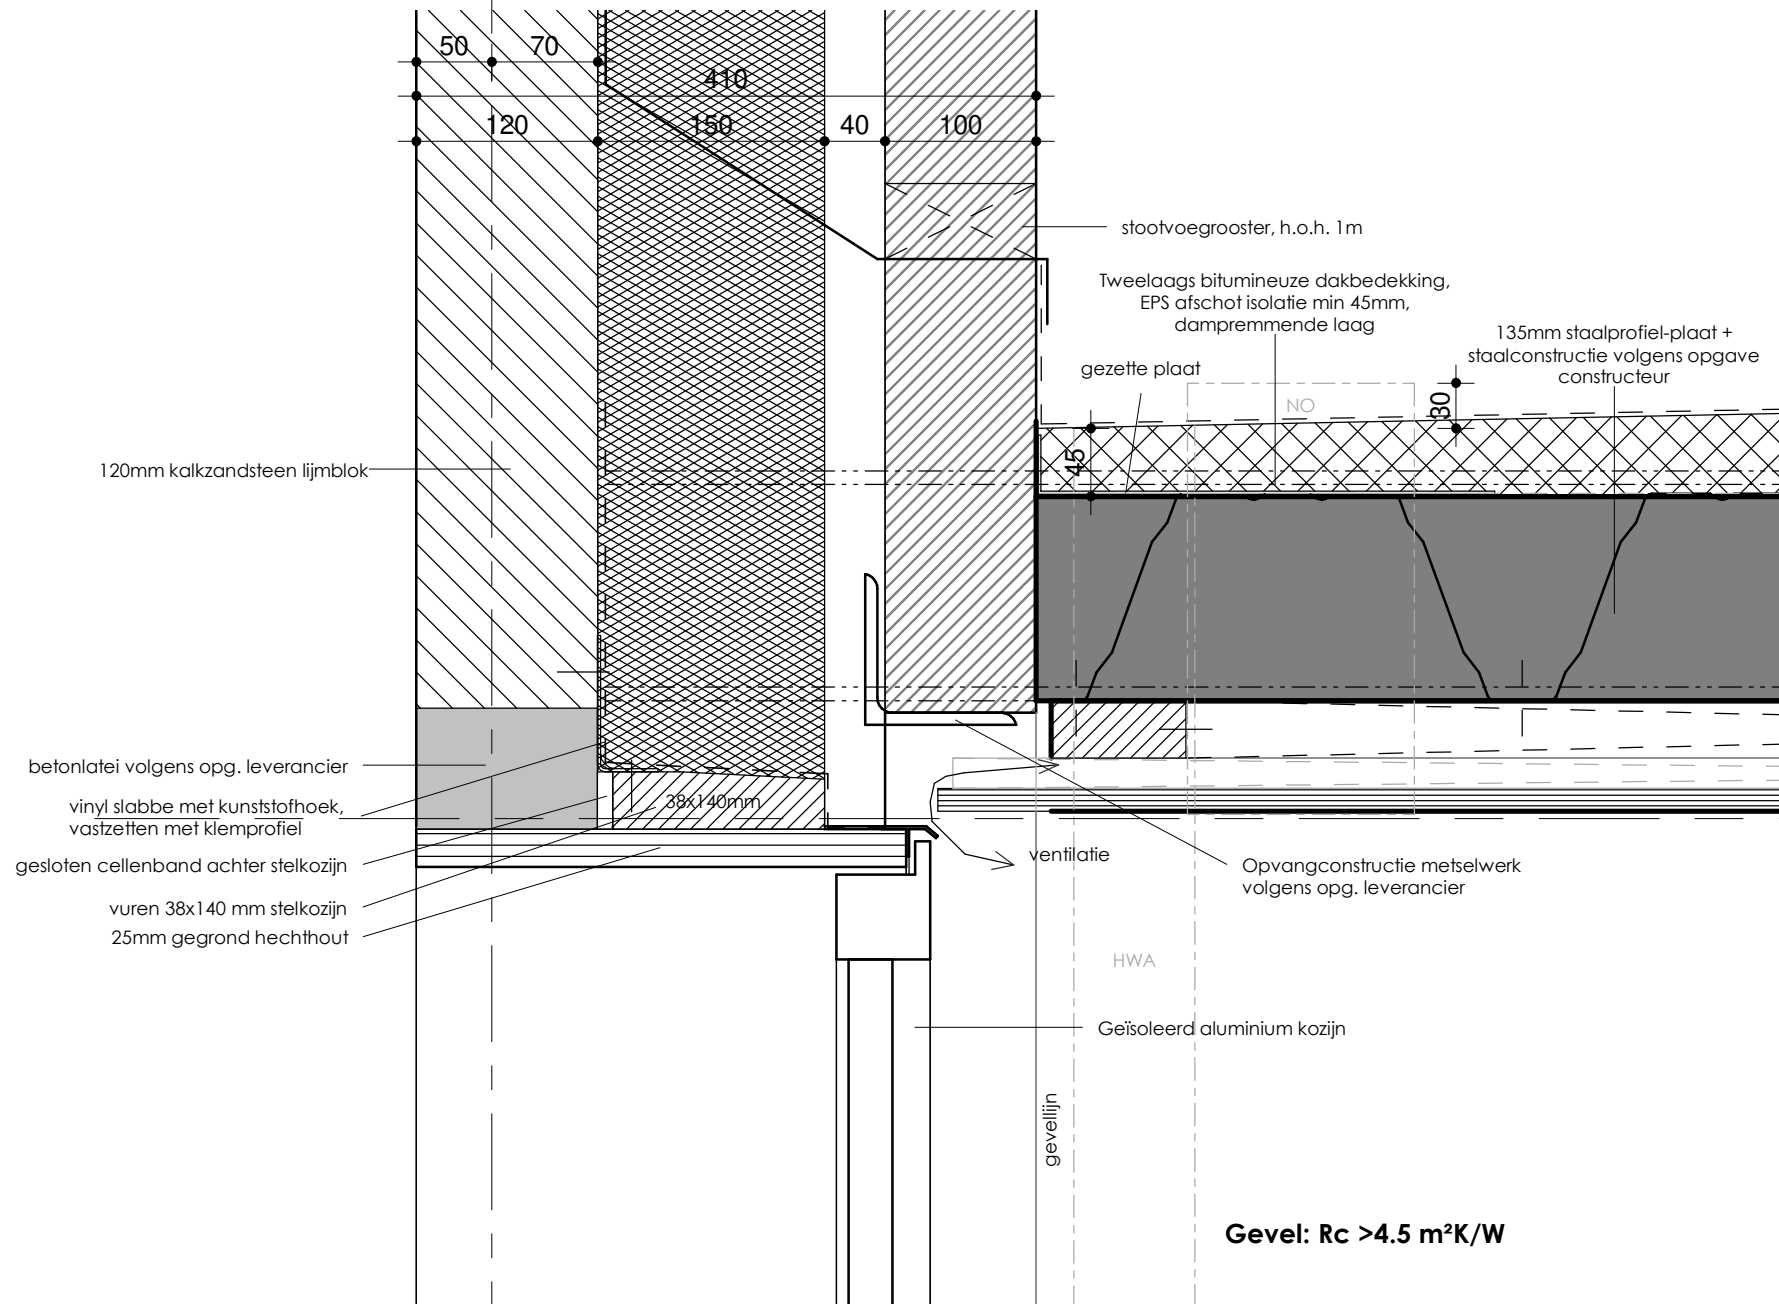 50
70
410
120
150
40
100
stootvoegrooster, h.o.h. 1m
Tweelaags bitumineuze dakbedekking,
EPS afschot isolatie min 45mm,
dampremmende laag
135mm staalprofiel-plaat +
staalconstructie volgens opgave
constructeur
gezette plaat
NO
30
45
120mm kalkzandsteen lijmblok
betonlatei volgens opg. leverancier
vinyl slabbe met kunststofhoek,
vastzetten met klemprofiel
38x140mm
gesloten cellenband achter stelkozijn
vuren 38x140 mm stelkozijn
25mm gegrond hechthout
ventilatie
Opvangconstructie metselwerk
volgens opg. leverancier
HWA
Geïsoleerd aluminium kozijn
gevellijn
Gevel: Rc >4.5 m²K/W